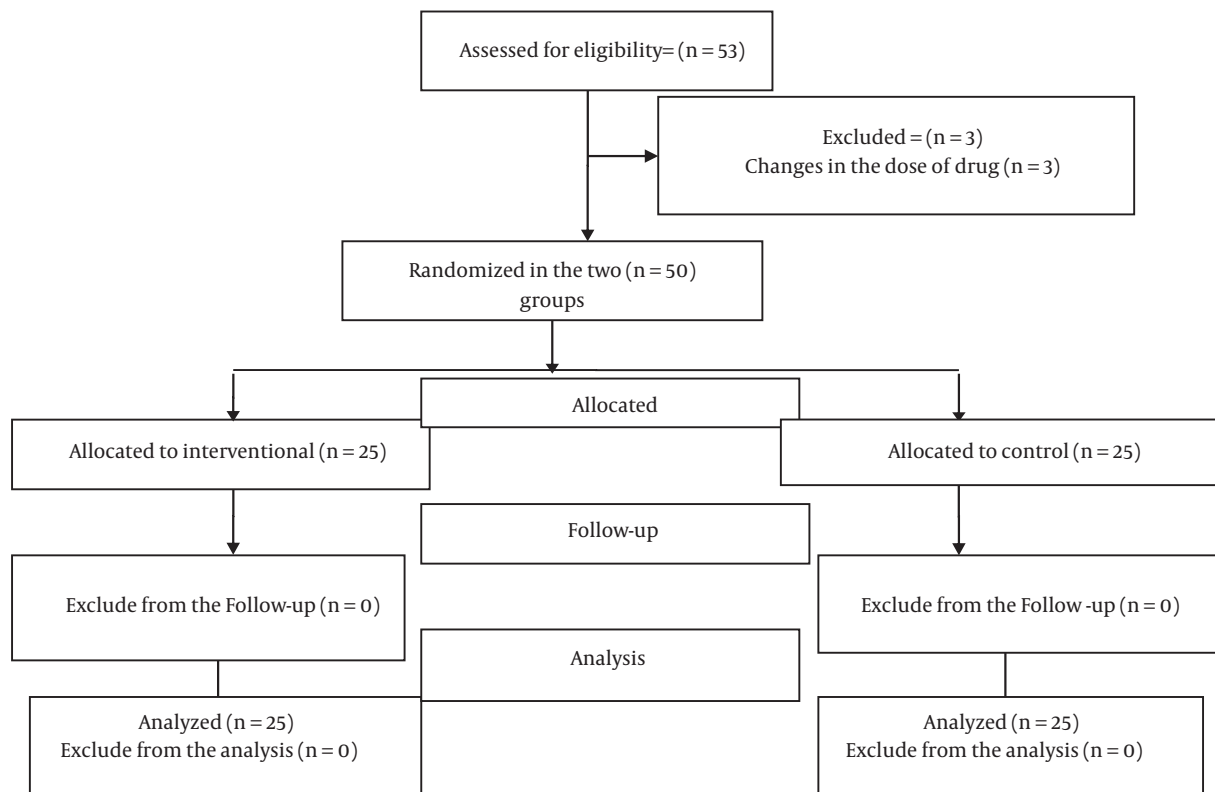 Assessed for eligibility= (n = 53)
Excluded = (n = 3)
Changes in the dose of drug (n = 3)
Randomized in the two (n = 50)
groups
Allocated
Allocated to interventional (n = 25)
Allocated to control (n = 25)
Follow-up
Exclude from the Follow-up (n = 0)
Exclude from the Follow -up (n = 0)
Analysis
Analyzed (n = 25)
Exclude from the analysis (n = 0)
Analyzed (n = 25)
Exclude from the analysis (n = 0)